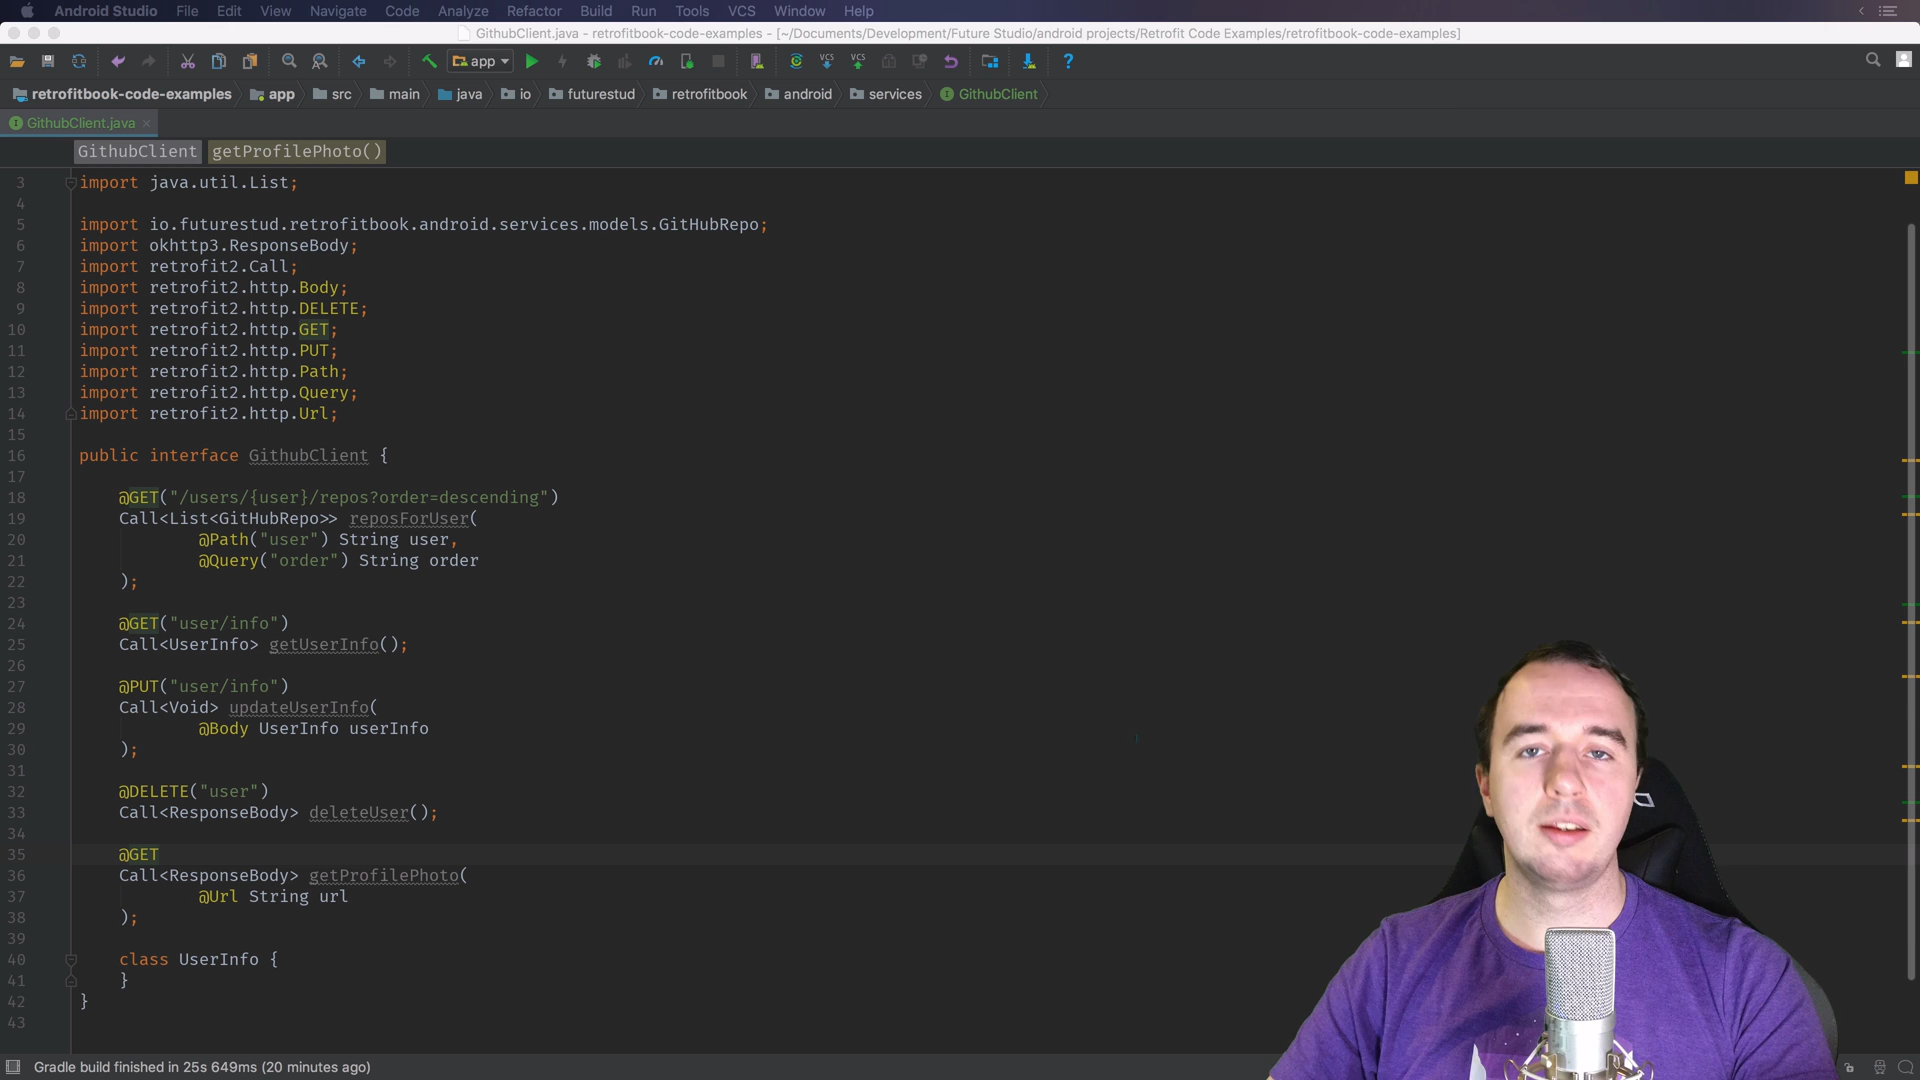 Android Studio File Edit View Navigate Code Analyze Refactor Build Run Tools VCS Window Help
GithubClient.java - retrofitbook-code-examples - [~/Documents/Development/Future Studio/android projects/Retrofit Code Examples/retrofitbook-code-examples]
app VCS VCS ?
retrofitbook-code-examples app src main java io futurestud retrofitbook android services I GithubClient
I GithubClient.java ×
GithubClient getProfilePhoto()
3 import java.util.List;
4
5 import io.futurestud.retrofitbook.android.services.models.GitHubRepo;
6 import okhttp3.ResponseBody;
7 import retrofit2.Call;
8 import retrofit2.http.Body;
9 import retrofit2.http.DELETE;
10 import retrofit2.http.GET;
11 import retrofit2.http.PUT;
12 import retrofit2.http.Path;
13 import retrofit2.http.Query;
14 import retrofit2.http.Url;
15
16 public interface GithubClient {
17
18 @GET("/users/{user}/repos?order=descending")
19 Call<List<GitHubRepo>> reposForUser(
20 @Path("user") String user,
21 @Query("order") String order
22 );
23
24 @GET("user/info")
25 Call<UserInfo> getUserInfo();
26
27 @PUT("user/info")
28 Call<Void> updateUserInfo(
29 @Body UserInfo userInfo
30 );
31
32 @DELETE("user")
33 Call<ResponseBody> deleteUser();
34
35 @GET
36 Call<ResponseBody> getProfilePhoto(
37 @Url String url
38 );
39
40 class UserInfo {
41 }
42 }
43
Gradle build finished in 25s 649ms (20 minutes ago)